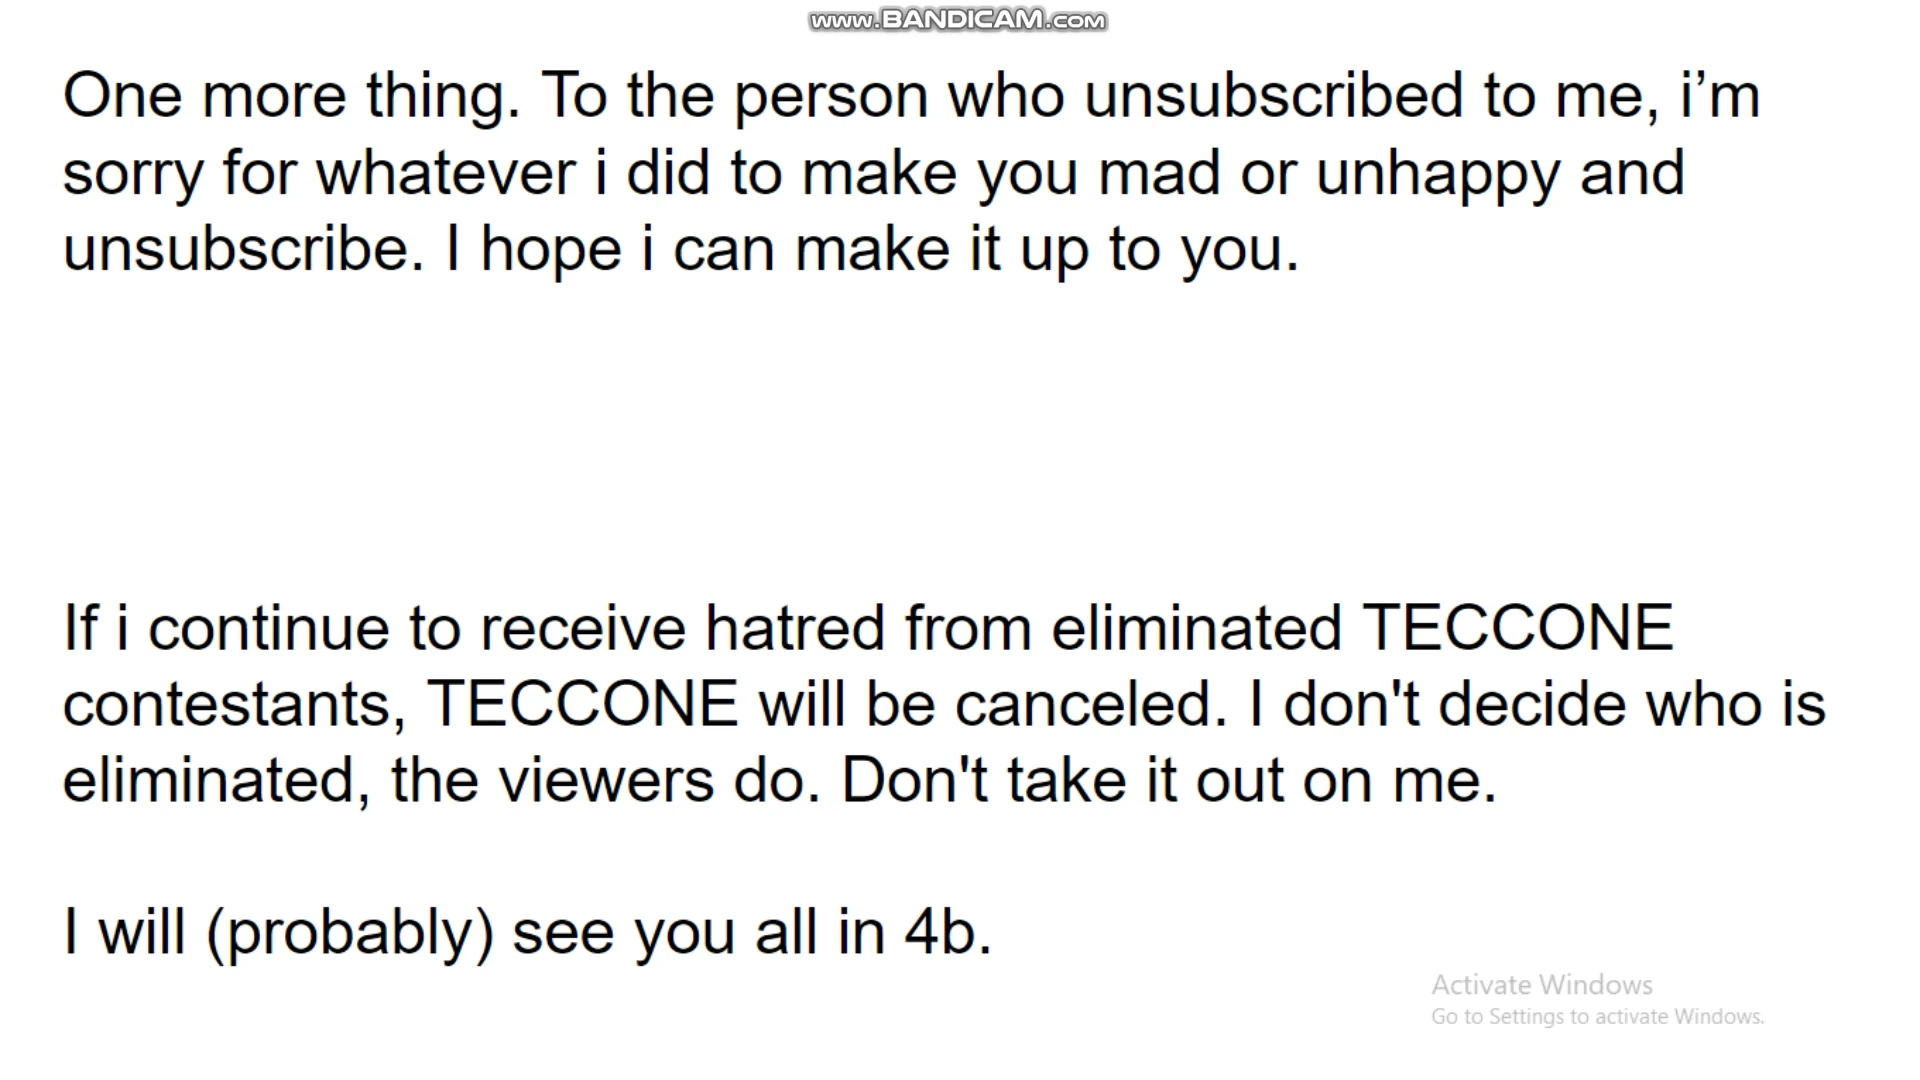 www.BANDICAM.com
One more thing. To the person who unsubscribed to me, i’m
sorry for whatever i did to make you mad or unhappy and
unsubscribe. I hope i can make it up to you.
If i continue to receive hatred from eliminated TECCONE
contestants, TECCONE will be canceled. I don't decide who is
eliminated, the viewers do. Don't take it out on me.
I will (probably) see you all in 4b.
Activate Windows
Go to Settings to activate Windows.